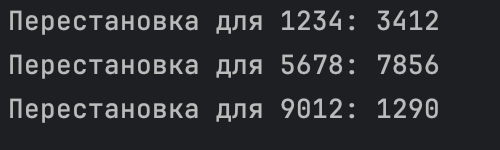 Перестановка для 1234: 3412
Перестановка для 5678: 7856
Перестановка для 9012: 1290